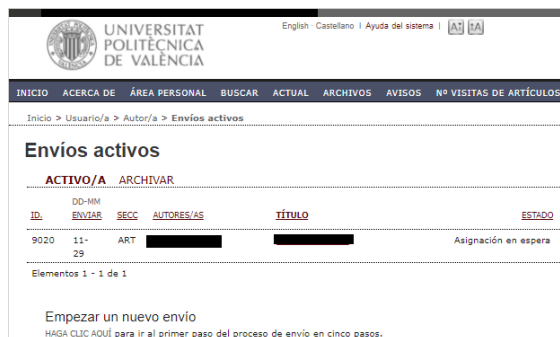 UNIVERSITAT
POLITÈCNICA
DE VALÈNCIA
English · Castellano | Ayuda del sistema |
INICIO ACERCA DE ÁREA PERSONAL BUSCAR ACTUAL ARCHIVOS AVISOS Nº VISITAS DE ARTÍCULOS
Inicio > Usuario/a > Autor/a > Envíos activos
Envíos activos
ACTIVO/A ARCHIVAR
DD-MM
ID. ENVIAR SECC AUTORES/AS TÍTULO ESTADO
9020 11- ART Asignación en espera
29
Elementos 1 - 1 de 1
Empezar un nuevo envío
HAGA CLIC AQUÍ para ir al primer paso del proceso de envío en cinco pasos.